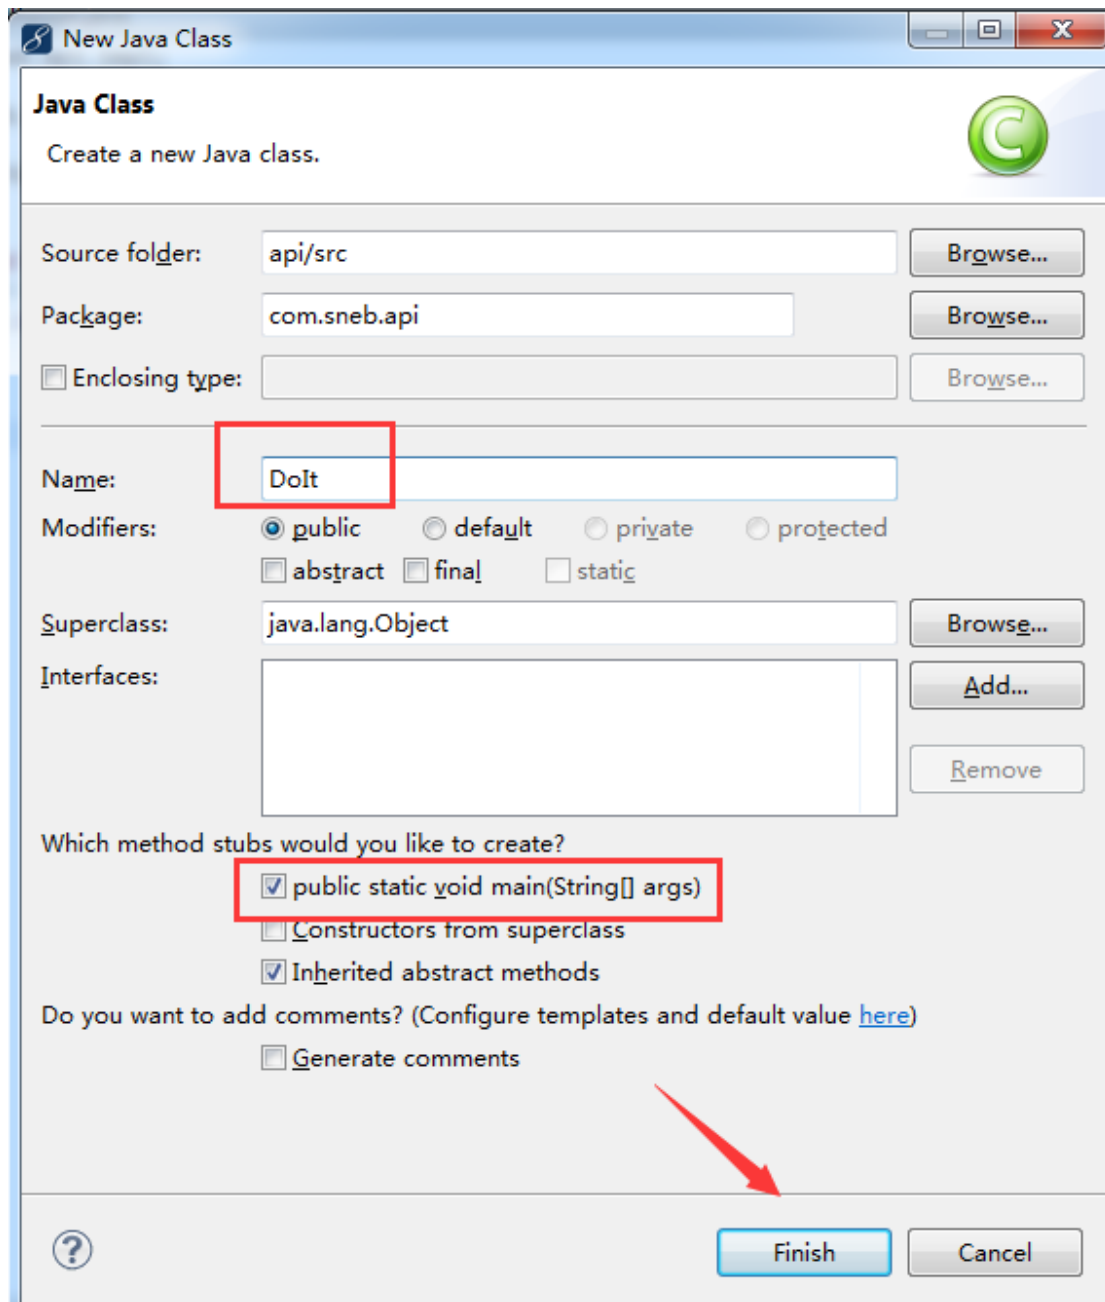 New Java Class
Java Class
Create a new Java class.
Source folder: api/src Browse...
Package: com.sneb.api Browse...
Enclosing type: Browse...
Name: DoIt
Modifiers: public default private protected
abstract final static
Superclass: java.lang.Object Browse...
Interfaces: Add...
Remove
Which method stubs would you like to create?
public static void main(String[] args)
Constructors from superclass
Inherited abstract methods
Do you want to add comments? (Configure templates and default value here)
Generate comments
Finish Cancel